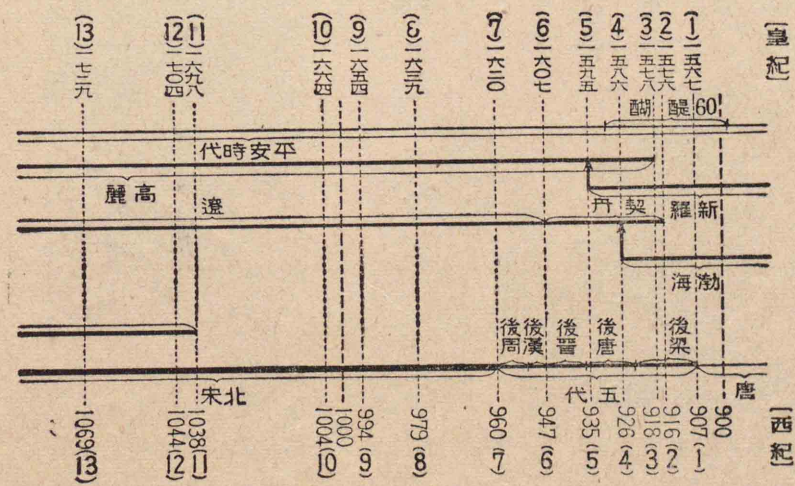 [皇紀]
(1)一五六七
(2)一五七六
(3)一五七八
(4)一五八六
(5)一五九五
(6)一六〇七
(7)一六二〇
(8)一六三九
(9)一六五四
(10)一六六四
(11)一六九八
(12)一七〇四
(13)一七二九
60醍醐
平安時代
新羅
高麗
契丹
遼
渤海
後梁
後唐
後晉
後漢
後周
唐
五代
北宋
[西紀]
900
907(1)
916(2)
918(3)
926(4)
935(5)
947(6)
960(7)
979(8)
994(9)
1000
1004(10)
1038(11)
1044(12)
1069(13)